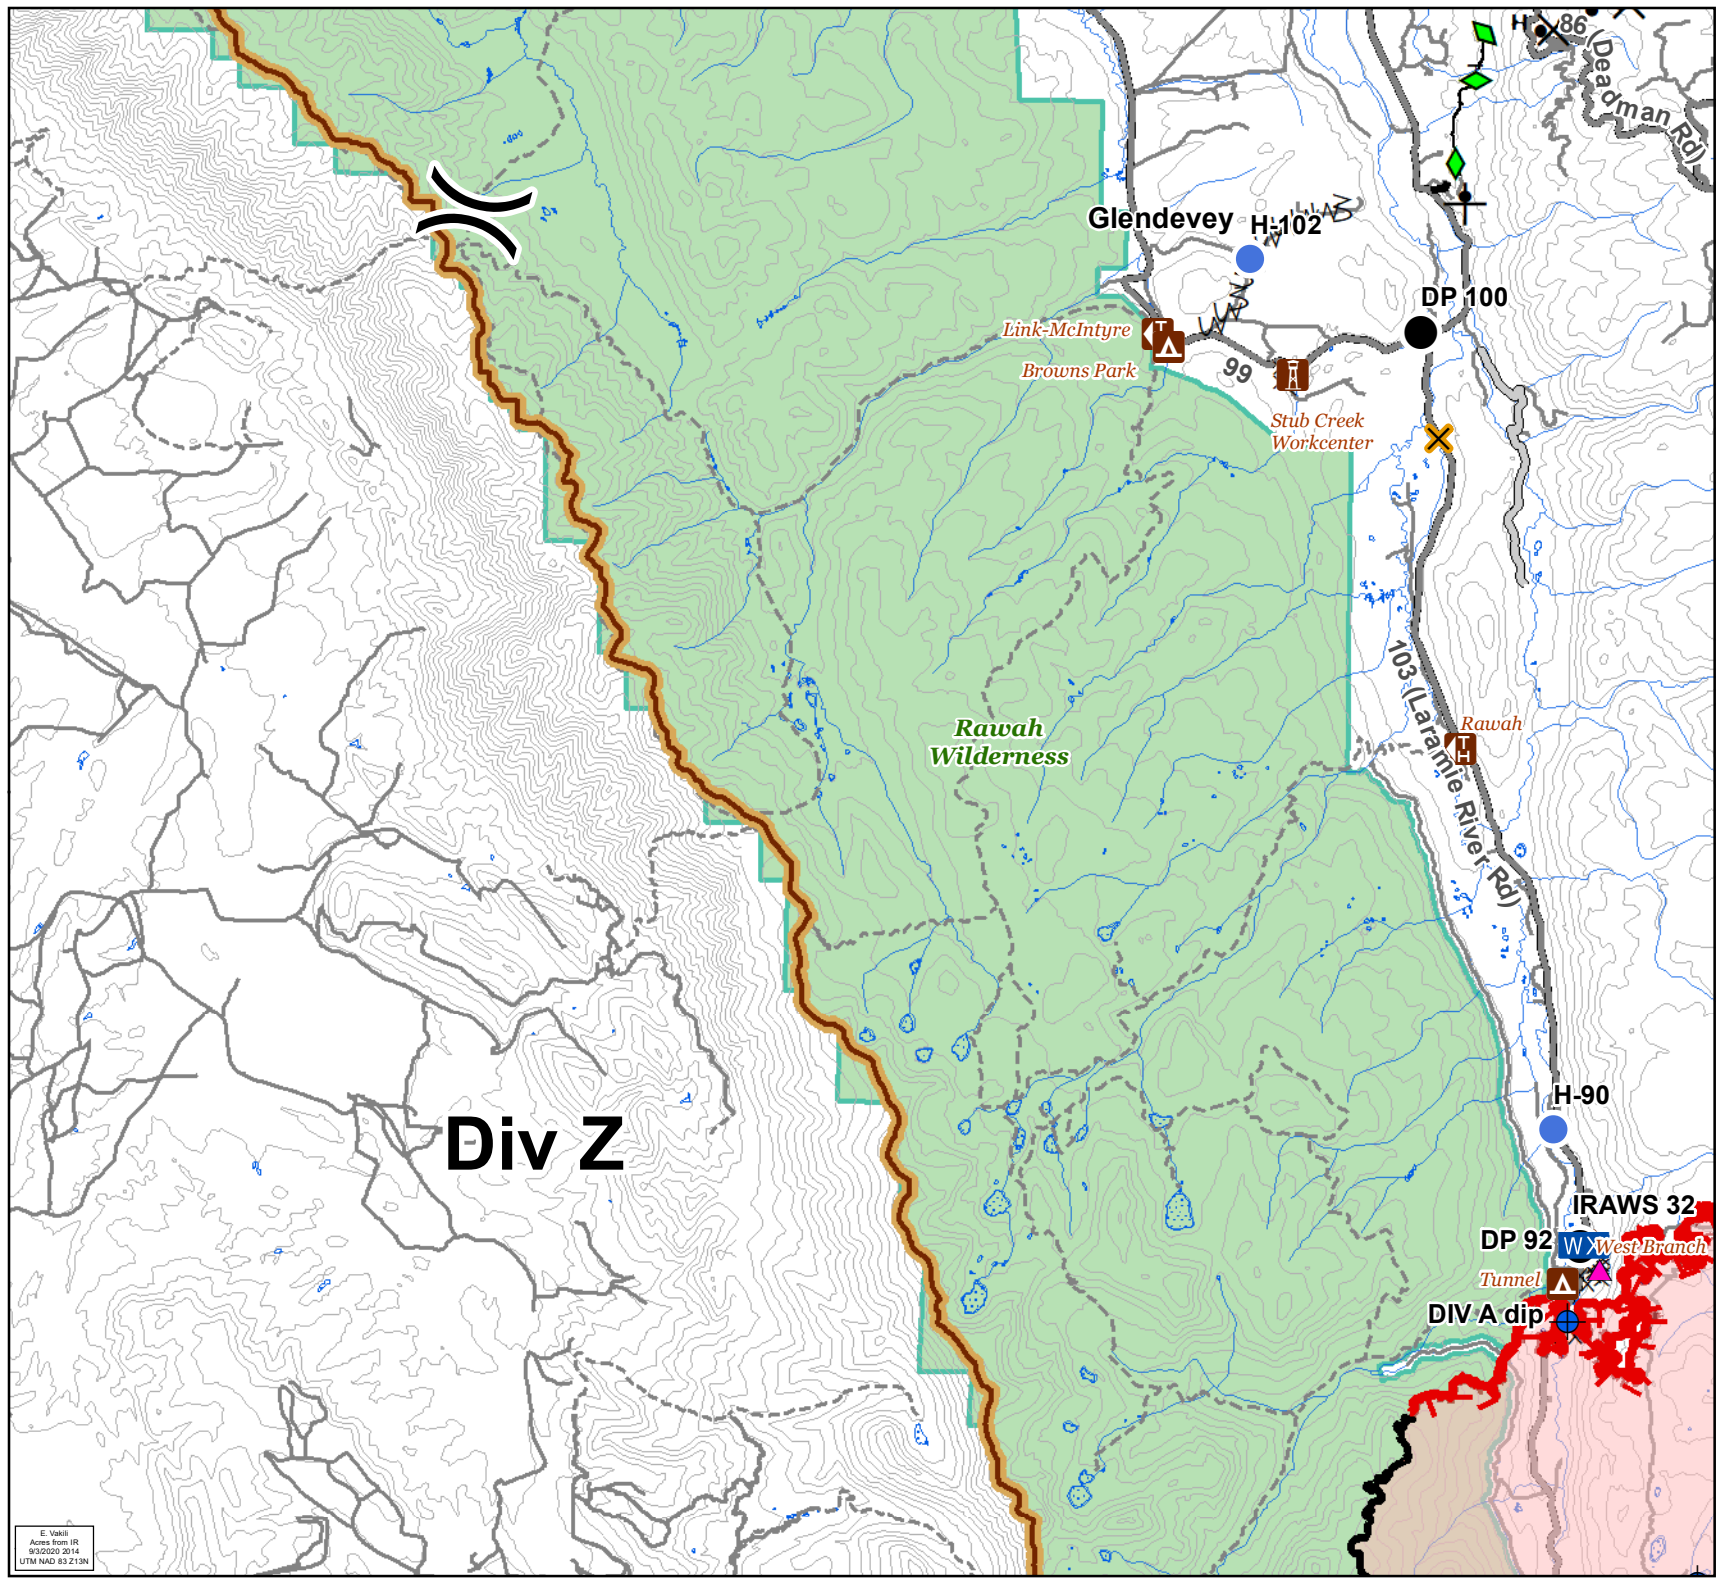 H
86 (Deadman Rd)
Glendevey
H-102
DP 100
Link-McIntyre
T
Browns Park
99
Stub Creek
Workcenter
103 (Laramie River Rd)
Rawah
T
H
Rawah
Wilderness
H-90
Div Z
IRAWS 32
DP 92
WX
West Branch
Tunnel
DIV A dip
E. Vakili
Acres from IR
9/3/2020 2014
UTM NAD 83 Z13N